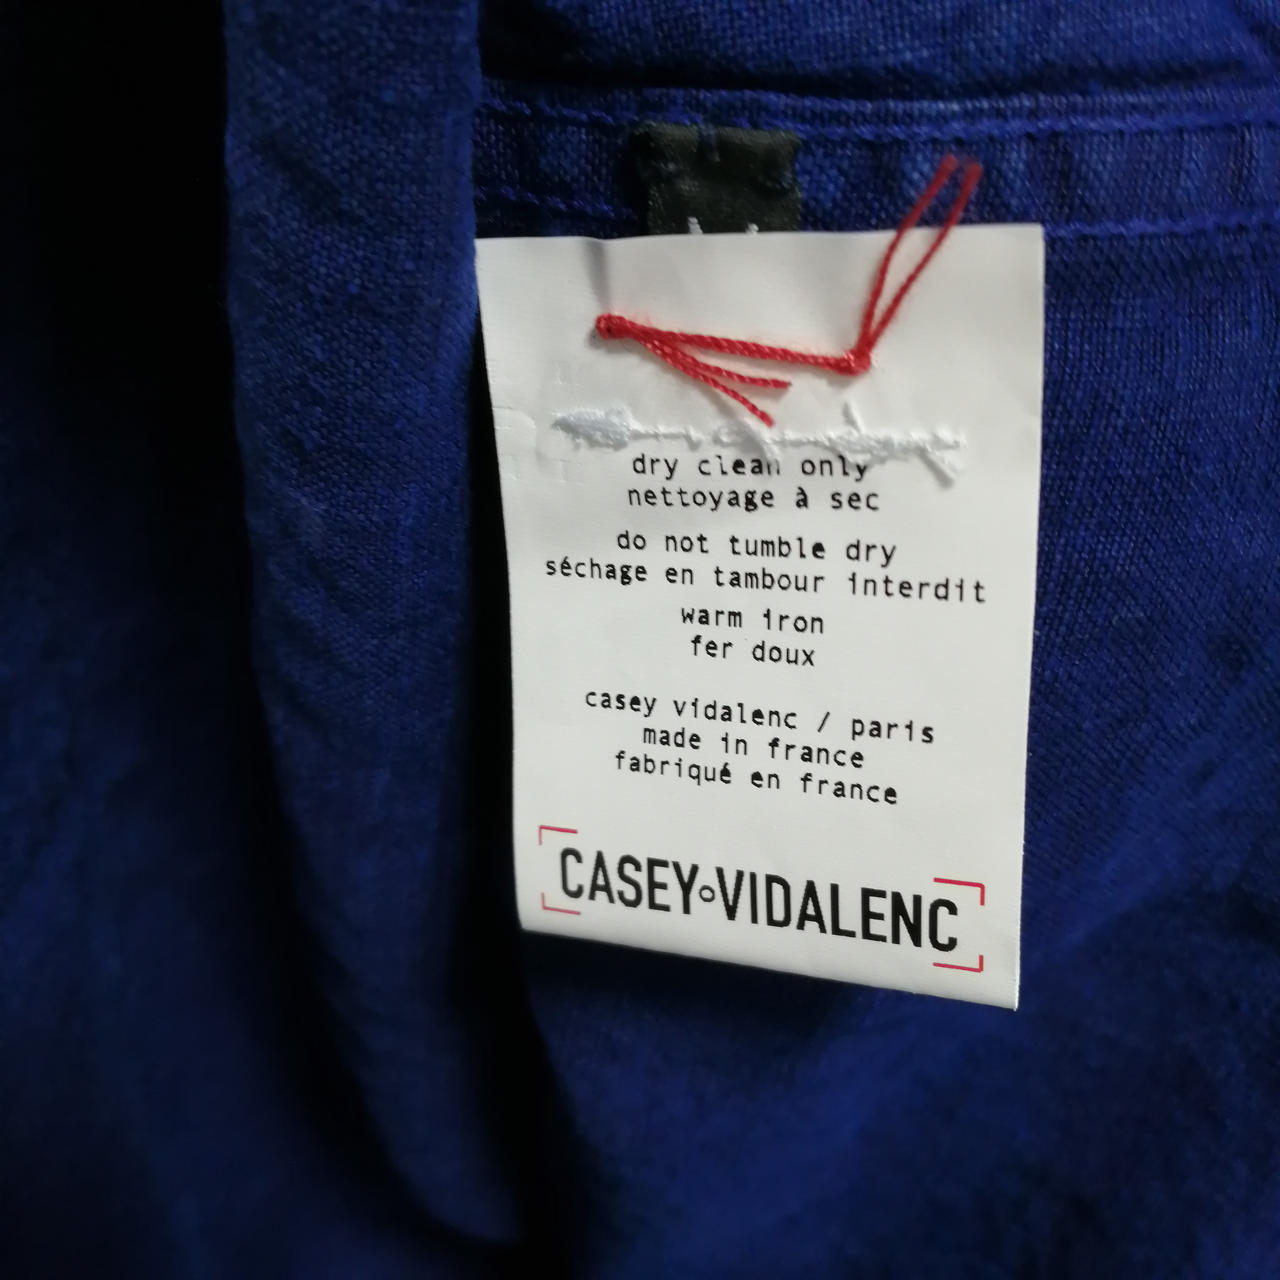 dry clean only
nettoyage à sec
do not tumble dry
séchage en tambour interdit
warm iron
fer doux
casey vidalenc / paris
made in france
fabriqué en france
CASEY∘VIDALENC